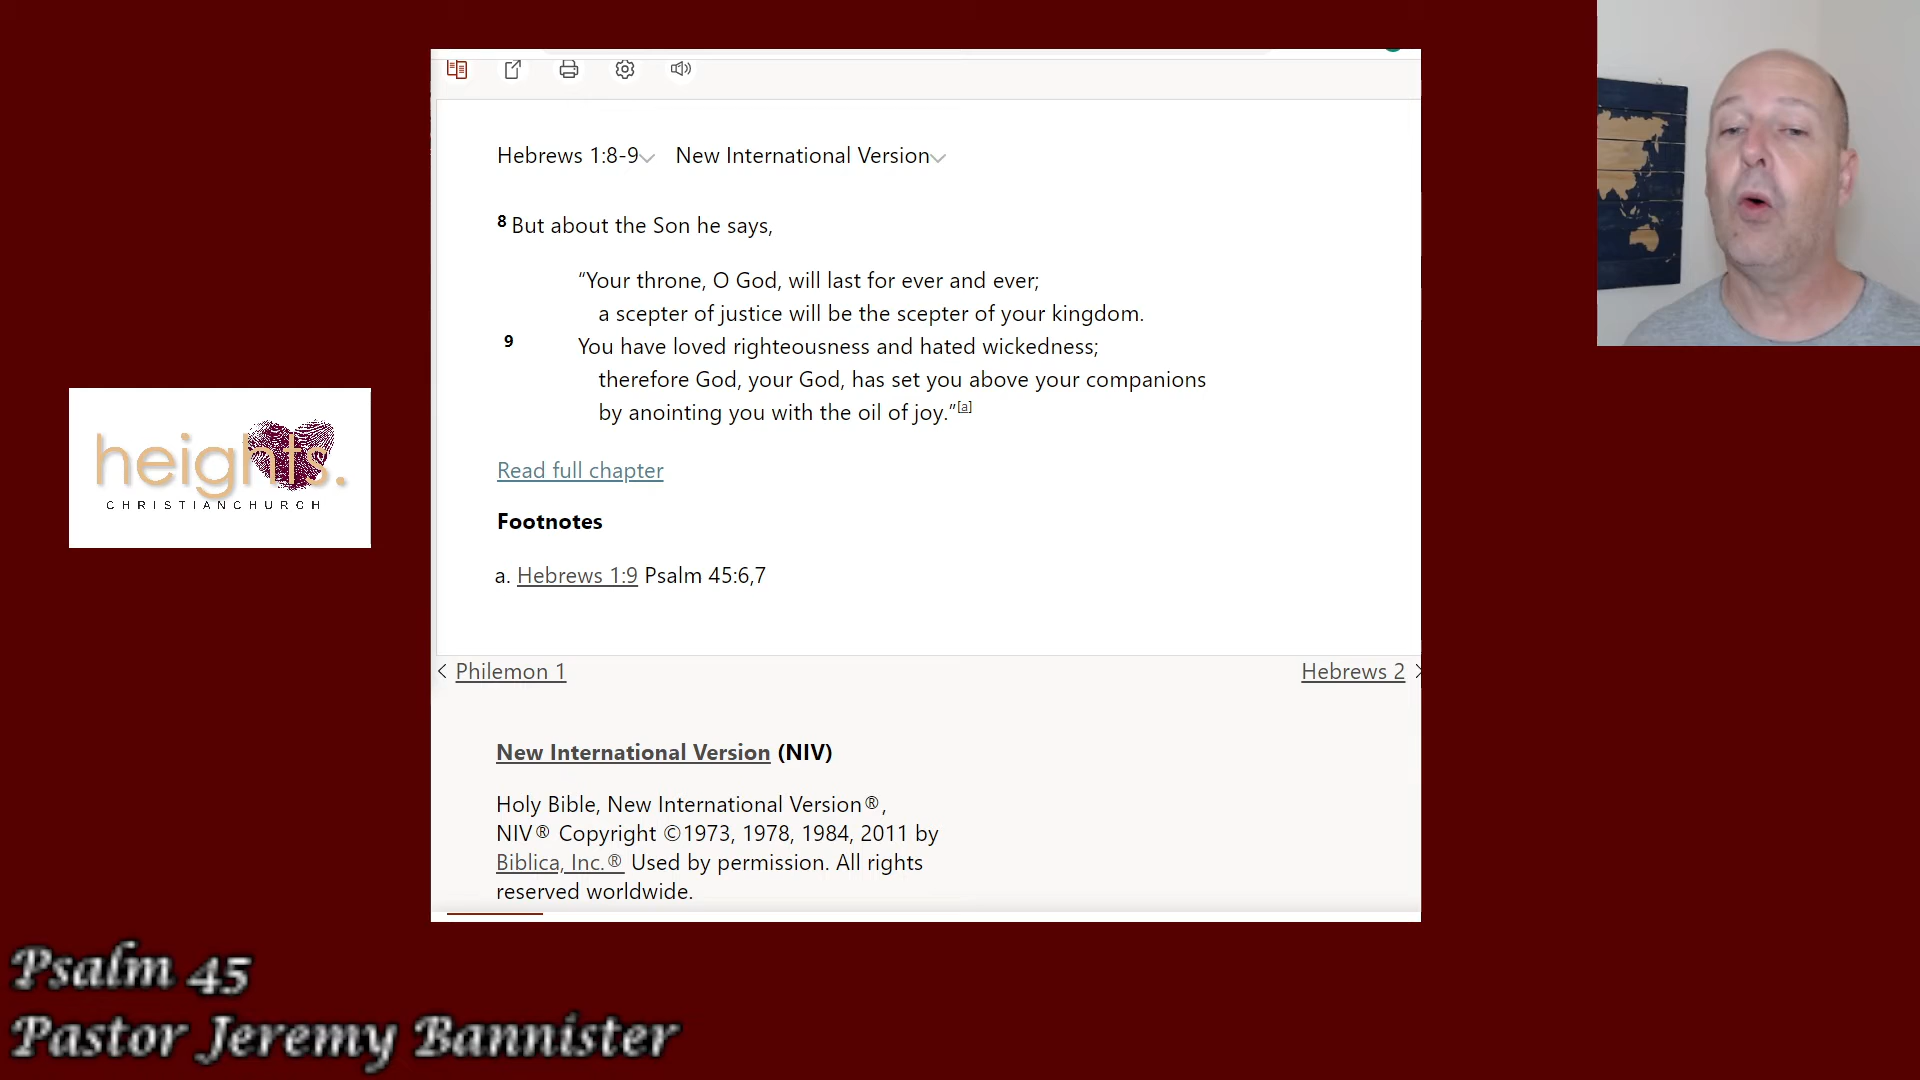 Hebrews 1:8-9 New International Version
8 But about the Son he says,
“Your throne, O God, will last for ever and ever;
a scepter of justice will be the scepter of your kingdom.
9 You have loved righteousness and hated wickedness;
therefore God, your God, has set you above your companions
by anointing you with the oil of joy.”[a]
Read full chapter
Footnotes
a. Hebrews 1:9 Psalm 45:6,7
< Philemon 1
Hebrews 2 >
New International Version (NIV)
Holy Bible, New International Version®,
NIV® Copyright ©1973, 1978, 1984, 2011 by
Biblica, Inc.® Used by permission. All rights
reserved worldwide.
heights.
CHRISTIANCHURCH
Psalm 45
Pastor Jeremy Bannister